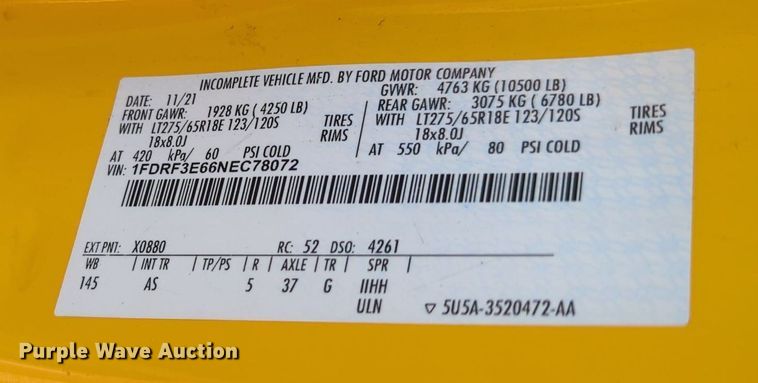 INCOMPLETE VEHICLE MFD. BY FORD MOTOR COMPANY
DATE: 11/21 GVWR: 4763 KG (10500 LB)
FRONT GAWR: 1928 KG (4250 LB) REAR GAWR: 3075 KG (6780 LB)
WITH LT275/65R18E 123/120S TIRES WITH LT275/65R18E 123/120S TIRES
18x8.0J RIMS 18x8.0J RIMS
AT 420 kPa/ 60 PSI COLD AT 550 kPa/ 80 PSI COLD
VIN: 1FDRF3E66NEC78072
EXT PNT: X0880 RC: 52 DSO: 4261
WB | INT TR | TP/PS | R | AXLE | TR | SPR |
145 AS 5 37 G IIHH
ULN ▽ 5U5A-3520472-AA
Purple Wave Auction